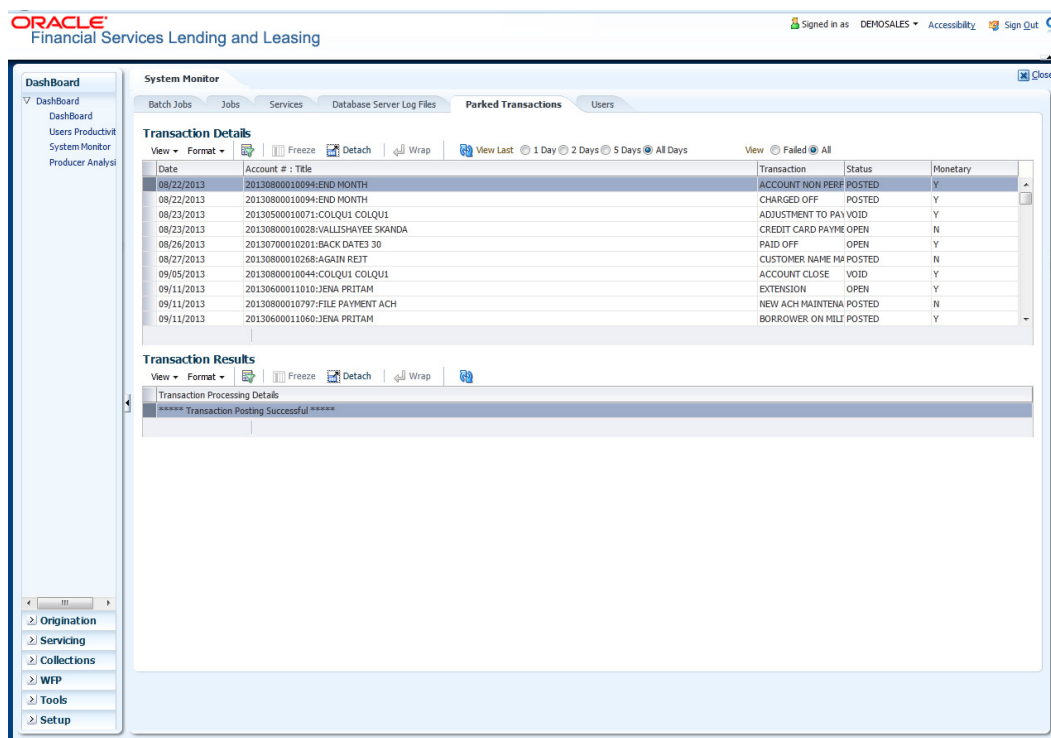 ORACLE
Financial Services Lending and Leasing
Signed in as DEMOSALES Accessibility Sign Out
DashBoard
DashBoard
DashBoard
Users Productivit
System Monitor
Producer Analysi
System Monitor
Close
Batch Jobs Jobs Services Database Server Log Files Parked Transactions Users
Transaction Details
View Format Freeze Detach Wrap View Last 1 Day 2 Days 5 Days All Days View Failed All
Date Account # : Title Transaction Status Monetary
08/22/2013 20130800010094:END MONTH ACCOUNT NON PERF POSTED Y
08/22/2013 20130800010094:END MONTH CHARGED OFF POSTED Y
08/23/2013 20130500010071:COLQU1 COLQU1 ADJUSTMENT TO PAY VOID Y
08/23/2013 20130800010028:VALLISHAYEE SKANDA CREDIT CARD PAYME OPEN N
08/26/2013 20130700010201:BACK DATE3 30 PAID OFF OPEN Y
08/27/2013 20130800010268:AGAIN REJT CUSTOMER NAME MA POSTED N
09/05/2013 20130800010044:COLQU1 COLQU1 ACCOUNT CLOSE VOID Y
09/11/2013 20130600011010:JENA PRITAM EXTENSION OPEN Y
09/11/2013 20130800010797:FILE PAYMENT ACH NEW ACH MAINTENA POSTED N
09/11/2013 20130600011060:JENA PRITAM BORROWER ON MILI POSTED Y
Transaction Results
View Format Freeze Detach Wrap
Transaction Processing Details
***** Transaction Posting Successful *****
Origination
Servicing
Collections
WFP
Tools
Setup